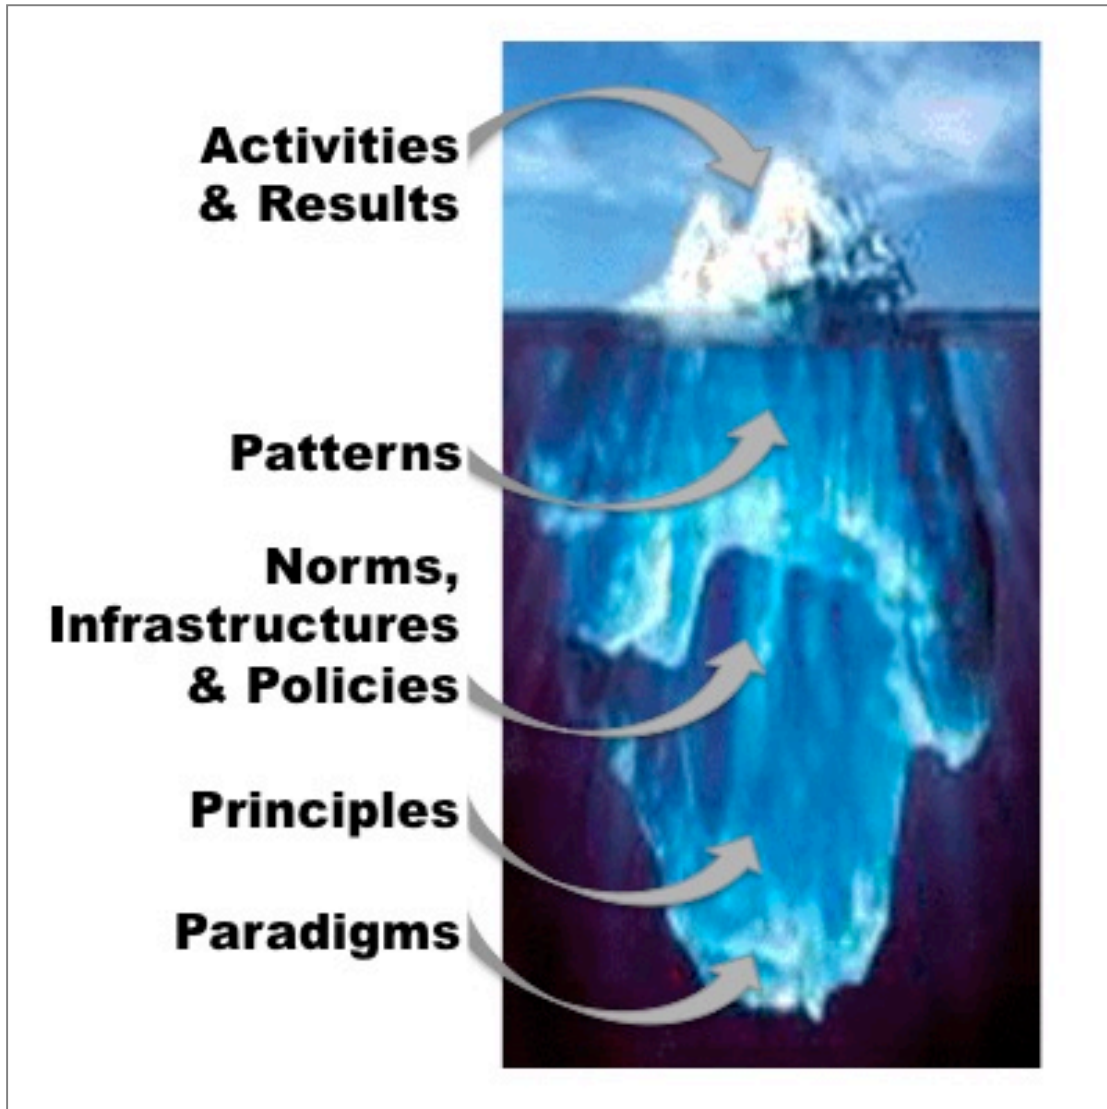 Activities
& Results
Patterns
Norms,
Infrastructures
& Policies
Principles
Paradigms